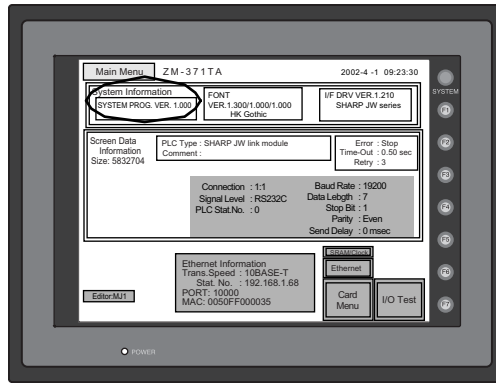 Main Menu ZM-371TA 2002-4 -1 09:23:30
System Information
SYSTEM PROG. VER. 1.000
FONT
VER.1.300/1.000/1.000
HK Gothic
I/F DRV VER.1.210
SHARP JW series
SYSTEM
F1
Screen Data
Information
Size: 5832704
PLC Type : SHARP JW link module
Comment :
Error : Stop
Time-Out : 0.50 sec
Retry : 3
F2
F3
Connection : 1:1
Signal Level : RS232C
PLC Stat.No. : 0
Baud Rate : 19200
Data Lebgth : 7
Stop Bit : 1
Parity : Even
Send Delay : 0 msec
F4
F5
Ethernet Information
Trans.Speed : 10BASE-T
Stat. No. : 192.168.1.68
PORT: 10000
MAC: 0050FF000035
SRAM/Clock
Ethernet
F6
Editor:MJ1
Card
Menu
I/O Test
F7
POWER